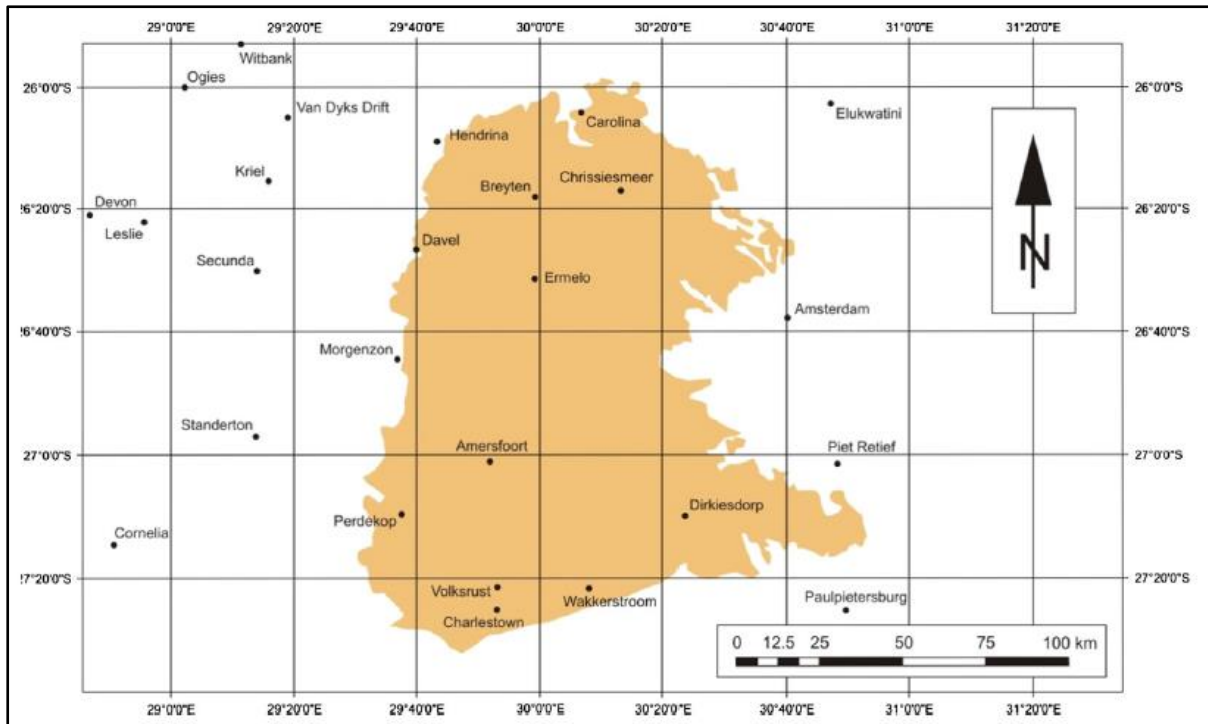 29°0'0"E 29°20'0"E 29°40'0"E 30°0'0"E 30°20'0"E 30°40'0"E 31°0'0"E 31°20'0"E
Witbank
Ogies
26°0'0"S 26°0'0"S
Van Dyks Drift
Elukwatini
Carolina
Hendrina
Kriel
Chrissiesmeer
Breyten
Devon
26°20'0"S 26°20'0"S
Leslie
Davel
Secunda
N
Ermelo
Amsterdam
26°40'0"S 26°40'0"S
Morgenzon
Standerton
Amersfoort
Piet Retief
27°0'0"S 27°0'0"S
Dirkiesdorp
Perdekop
Cornelia
27°20'0"S 27°20'0"S
Volksrust
Wakkerstroom
Paulpietersburg
Charlestown
0 12.5 25 50 75 100 km
29°0'0"E 29°20'0"E 29°40'0"E 30°0'0"E 30°20'0"E 30°40'0"E 31°0'0"E 31°20'0"E